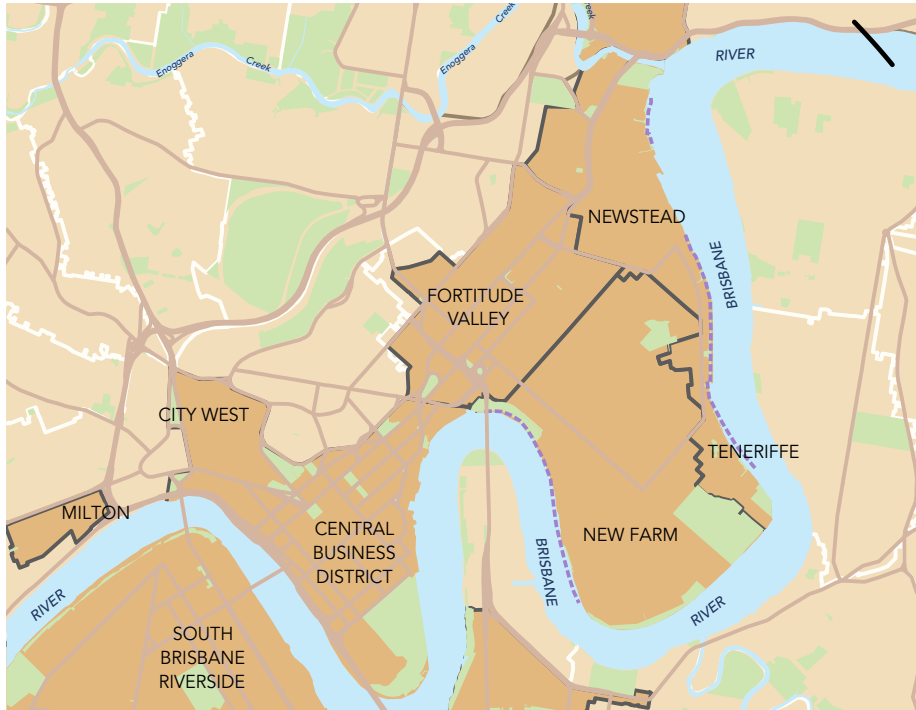 Creek
Creek
RIVER
Enoggera
Creek
Enoggera
NEWSTEAD
BRISBANE
FORTITUDE
VALLEY
CITY WEST
TENERIFFE
MILTON
CENTRAL
BUSINESS
DISTRICT
NEW FARM
BRISBANE
RIVER
RIVER
SOUTH
BRISBANE
RIVERSIDE